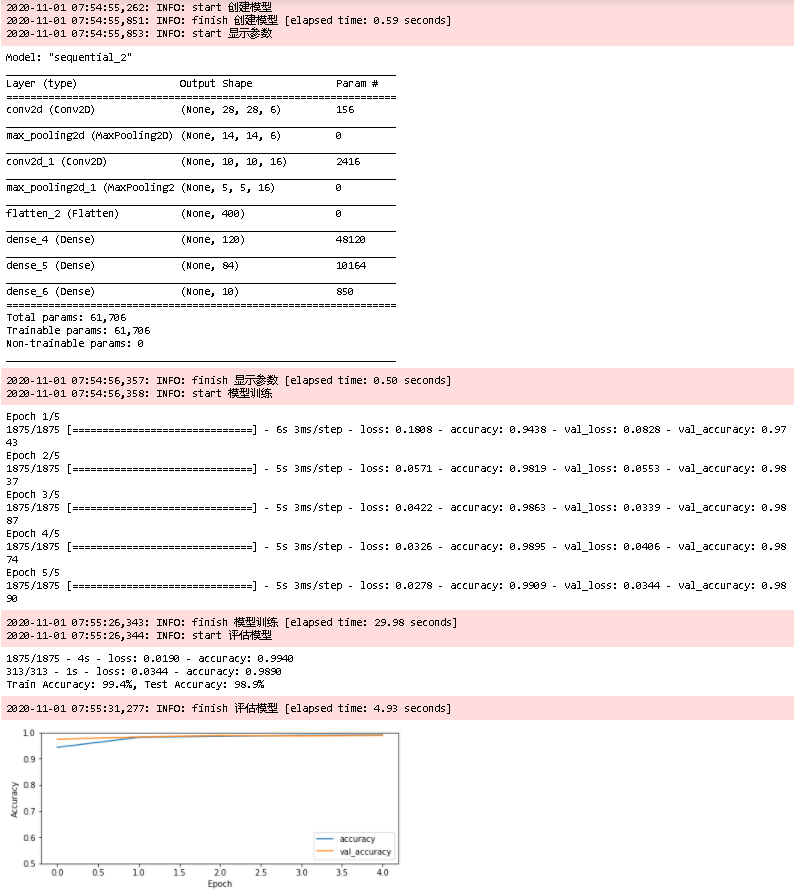 2020-11-01 07:54:55,262: INFO: start 创建模型
2020-11-01 07:54:55,851: INFO: finish 创建模型 [elapsed time: 0.59 seconds]
2020-11-01 07:54:55,853: INFO: start 显示参数
Model: "sequential_2"
Layer (type) Output Shape Param #
=================================================================
conv2d (Conv2D) (None, 28, 28, 6) 156
max_pooling2d (MaxPooling2D) (None, 14, 14, 6) 0
conv2d_1 (Conv2D) (None, 10, 10, 16) 2416
max_pooling2d_1 (MaxPooling2 (None, 5, 5, 16) 0
flatten_2 (Flatten) (None, 400) 0
dense_4 (Dense) (None, 120) 48120
dense_5 (Dense) (None, 84) 10164
dense_6 (Dense) (None, 10) 850
=================================================================
Total params: 61,706
Trainable params: 61,706
Non-trainable params: 0
2020-11-01 07:54:56,357: INFO: finish 显示参数 [elapsed time: 0.50 seconds]
2020-11-01 07:54:56,358: INFO: start 模型训练
Epoch 1/5
1875/1875 [==============================] - 6s 3ms/step - loss: 0.1808 - accuracy: 0.9438 - val_loss: 0.0828 - val_accuracy: 0.97
43
Epoch 2/5
1875/1875 [==============================] - 5s 3ms/step - loss: 0.0571 - accuracy: 0.9819 - val_loss: 0.0553 - val_accuracy: 0.98
37
Epoch 3/5
1875/1875 [==============================] - 5s 3ms/step - loss: 0.0422 - accuracy: 0.9863 - val_loss: 0.0339 - val_accuracy: 0.98
87
Epoch 4/5
1875/1875 [==============================] - 5s 3ms/step - loss: 0.0326 - accuracy: 0.9895 - val_loss: 0.0406 - val_accuracy: 0.98
74
Epoch 5/5
1875/1875 [==============================] - 5s 3ms/step - loss: 0.0278 - accuracy: 0.9909 - val_loss: 0.0344 - val_accuracy: 0.98
90
2020-11-01 07:55:26,343: INFO: finish 模型训练 [elapsed time: 29.98 seconds]
2020-11-01 07:55:26,344: INFO: start 评估模型
1875/1875 - 4s - loss: 0.0190 - accuracy: 0.9940
313/313 - 1s - loss: 0.0344 - accuracy: 0.9890
Train Accuracy: 99.4%, Test Accuracy: 98.9%
2020-11-01 07:55:31,277: INFO: finish 评估模型 [elapsed time: 4.93 seconds]
1.0
0.9
0.8
0.7
0.6
0.5
Accuracy
accuracy
val_accuracy
0.0 0.5 1.0 1.5 2.0 2.5 3.0 3.5 4.0
Epoch